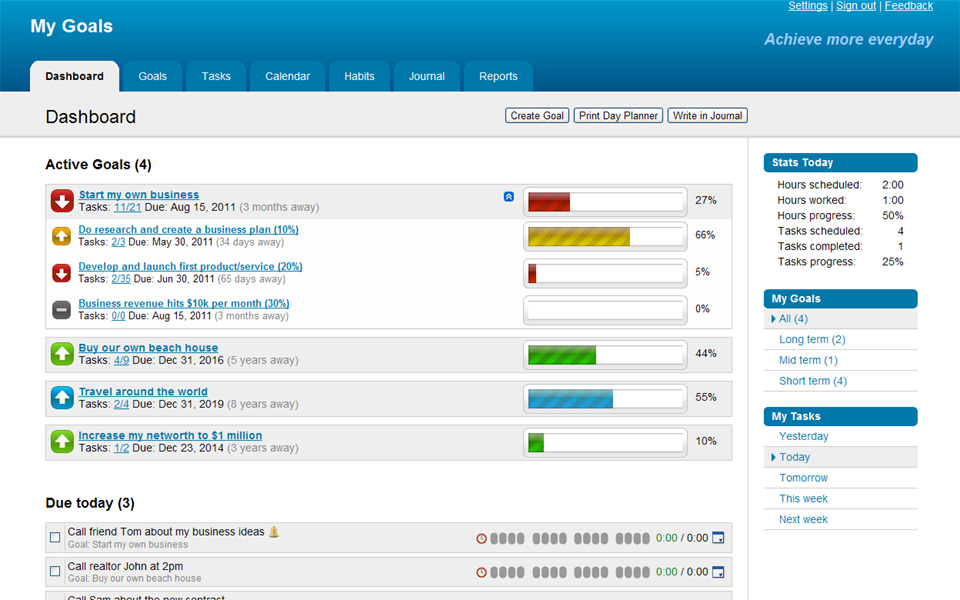 Settings | Sign out | Feedback
My Goals
Achieve more everyday
Dashboard Goals Tasks Calendar Habits Journal Reports
Dashboard
Create Goal Print Day Planner Write in Journal
Active Goals (4)
Start my own business
Tasks: 11/21 Due: Aug 15, 2011 (3 months away)
27%
Do research and create a business plan (10%)
Tasks: 2/3 Due: May 30, 2011 (34 days away)
66%
Develop and launch first product/service (20%)
Tasks: 2/35 Due: Jun 30, 2011 (65 days away)
5%
Business revenue hits $10k per month (30%)
Tasks: 0/0 Due: Aug 15, 2011 (3 months away)
0%
Buy our own beach house
Tasks: 4/9 Due: Dec 31, 2016 (5 years away)
44%
Travel around the world
Tasks: 2/4 Due: Dec 31, 2019 (8 years away)
55%
Increase my networth to $1 million
Tasks: 1/2 Due: Dec 23, 2014 (3 years away)
10%
Due today (3)
Call friend Tom about my business ideas
Goal: Start my own business
0:00 / 0:00
Call realtor John at 2pm
Goal: Buy our own beach house
0:00 / 0:00
Call Sam about the new contract
Stats Today
Hours scheduled: 2:00
Hours worked: 1:00
Hours progress: 50%
Tasks scheduled: 4
Tasks completed: 1
Tasks progress: 25%
My Goals
All (4)
Long term (2)
Mid term (1)
Short term (4)
My Tasks
Yesterday
Today
Tomorrow
This week
Next week